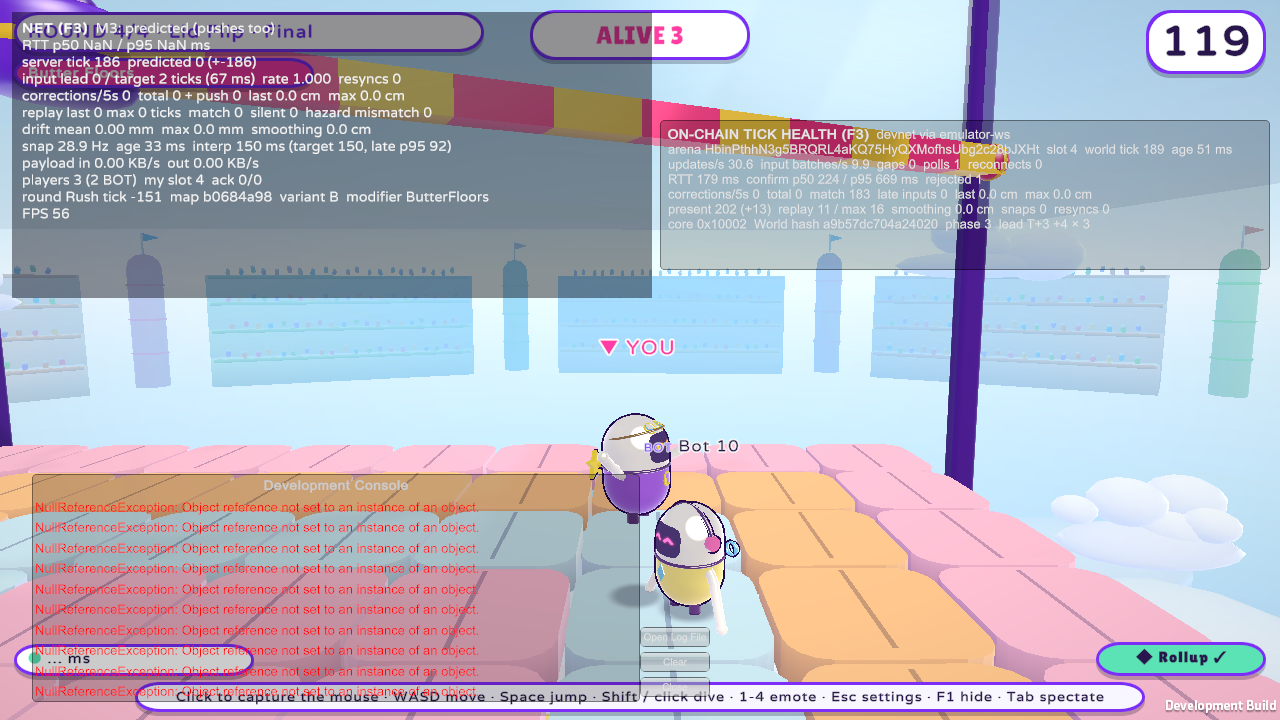 NET (F3) M3: predicted (pushes too)
Final
RTT p50 NaN / p95 NaN ms
server tick 186 predicted 0 (+-186)
Butter Floors
input lead 0 / target 2 ticks (67 ms) rate 1.000 resyncs 0
corrections/5s 0 total 0 + push 0 last 0.0 cm max 0.0 cm
replay last 0 max 0 ticks match 0 silent 0 hazard mismatch 0
drift mean 0.00 mm max 0.0 mm smoothing 0.0 cm
snap 28.9 Hz age 33 ms interp 150 ms (target 150, late p95 92)
payload in 0.00 KB/s out 0.00 KB/s
players 3 (2 BOT) my slot 4 ack 0/0
round Rush tick -151 map b0684a98 variant B modifier ButterFloors
FPS 56
ALIVE 3
119
ON-CHAIN TICK HEALTH (F3) devnet via emulator-ws
slot 4 world tick 189 age 51 ms
updates/s 30.6 input batches/s 9.9 gaps 0 polls 1 reconnects 0
RTT 179 ms confirm p50 224 / p95 669 ms rejected 1
corrections/5s 0 total 0 match 183 late inputs 0 last 0.0 cm max 0.0 cm
present 202 (+13) replay 11 / max 16 smoothing 0.0 cm snaps 0 resyncs 0
core 0x10002 World hash a9b57dc704a24020 phase 3 lead T+3 +4 × 3
▼ YOU
BOT Bot 10
Development Console
NullReferenceException: Object reference not set to an instance of an object.
NullReferenceException: Object reference not set to an instance of an object.
NullReferenceException: Object reference not set to an instance of an object.
NullReferenceException: Object reference not set to an instance of an object.
NullReferenceException: Object reference not set to an instance of an object.
NullReferenceException: Object reference not set to an instance of an object.
NullReferenceException: Object reference not set to an instance of an object.
NullReferenceException: Object reference not set to an instance of an object.
NullReferenceException: Object reference not set to an instance of an object.
NullReferenceException: Object reference not set to an instance of an object.
Open Log File
Clear
... ms
◆ Rollup ✓
Click to capture the mouse · WASD move · Space jump · Shift / click dive · 1-4 emote · Esc settings · F1 hide · Tab spectate
Development Build